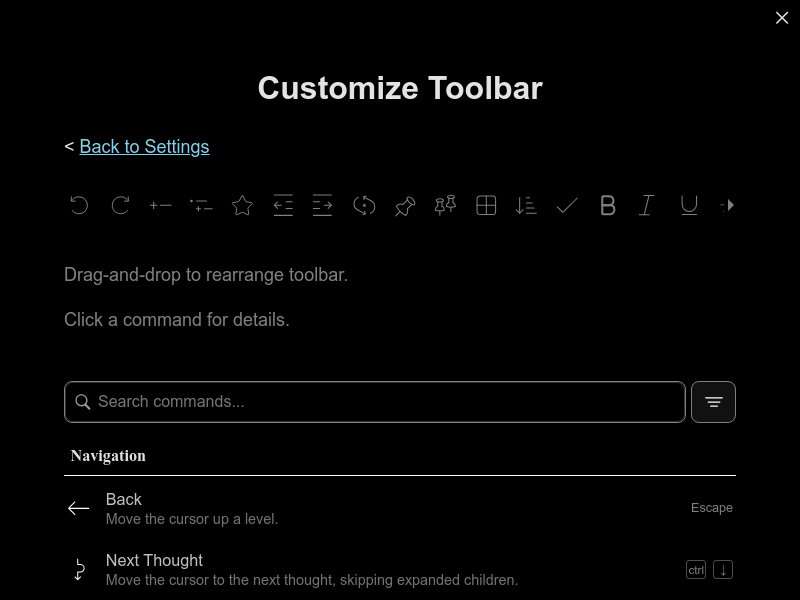 Customize Toolbar
< Back to Settings
Drag-and-drop to rearrange toolbar.
Click a command for details.
Search commands...
Navigation
Back
Escape
Move the cursor up a level.
Next Thought
ctrl ↓
Move the cursor to the next thought, skipping expanded children.